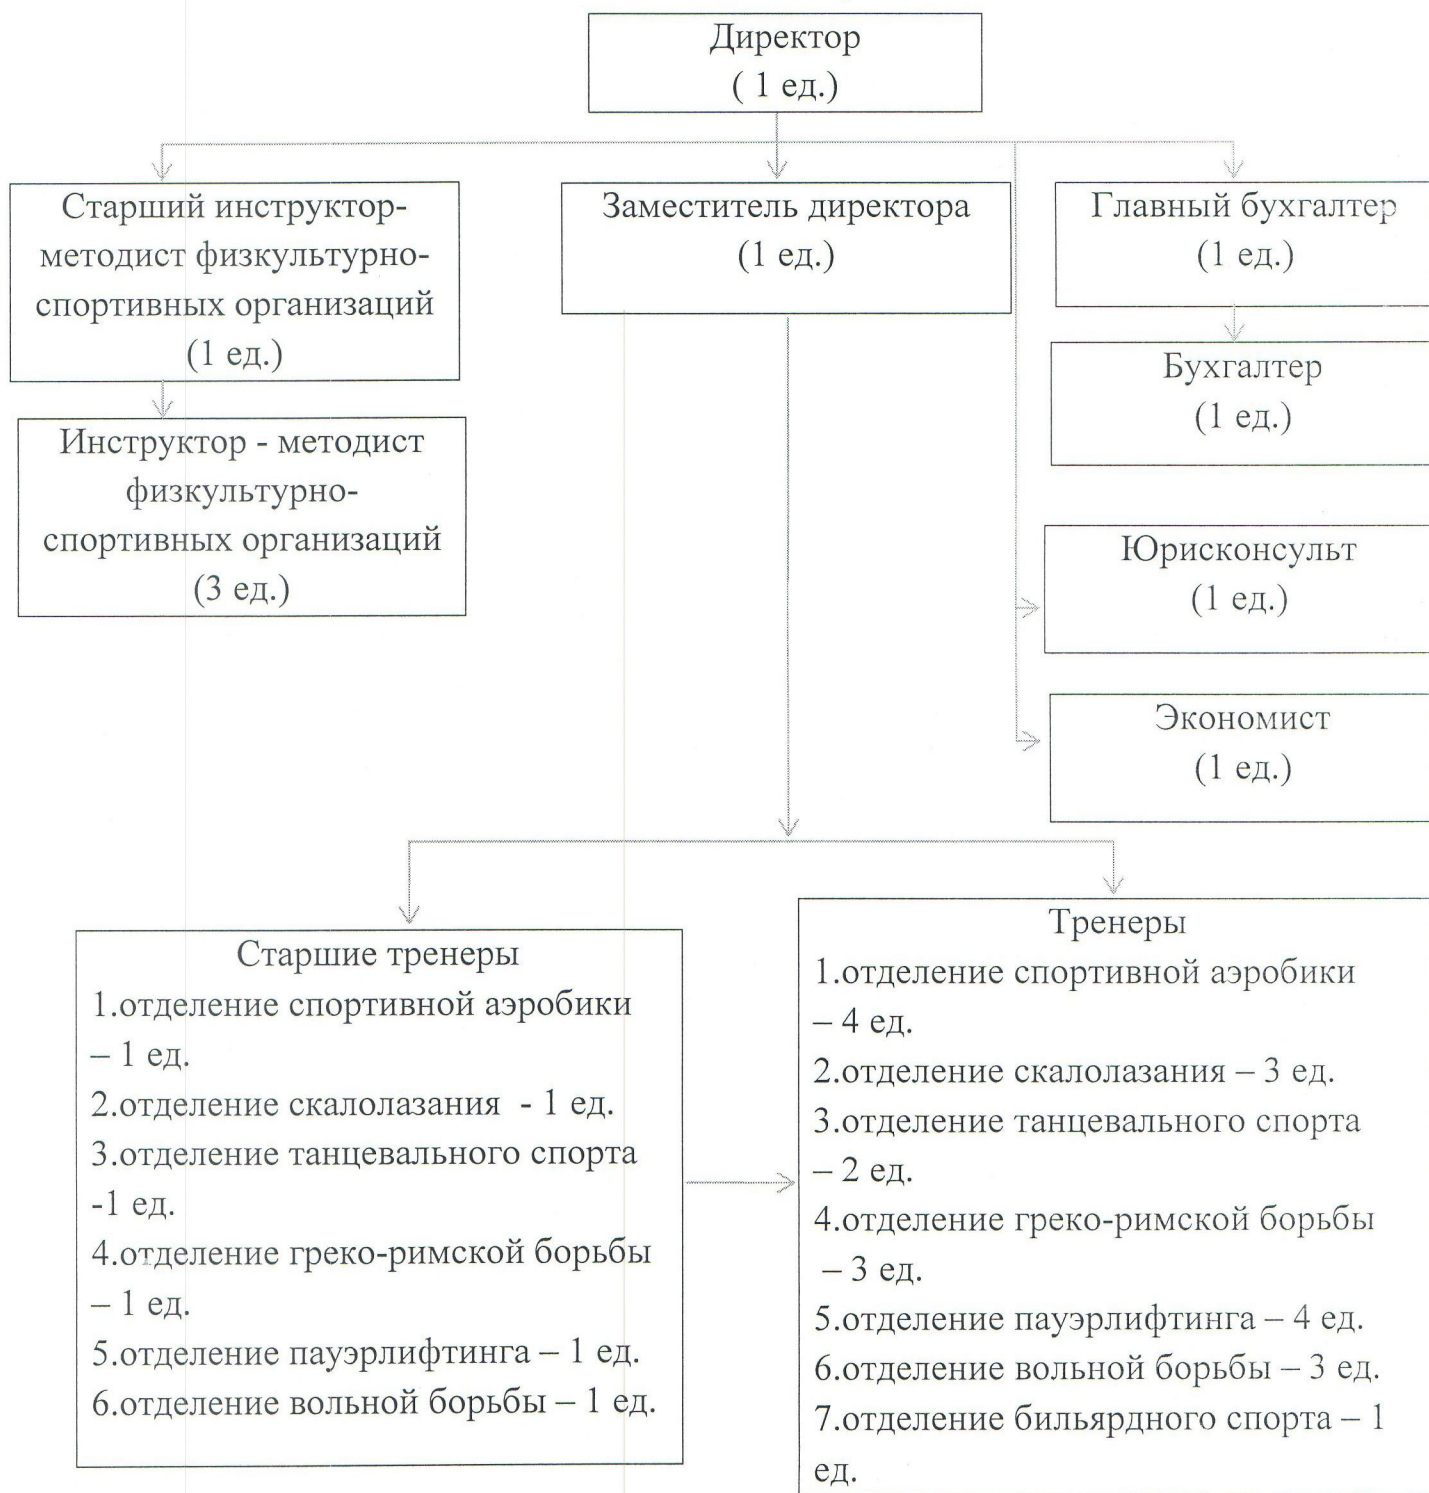 Директор
( 1 ед.)
Старший инструктор-
методист физкультурно-
спортивных организаций
(1 ед.)
Заместитель директора
(1 ед.)
Главный бухгалтер
(1 ед.)
Инструктор - методист
физкультурно-
спортивных организаций
(3 ед.)
Бухгалтер
(1 ед.)
Юрисконсульт
(1 ед.)
Экономист
(1 ед.)
Старшие тренеры
1.отделение спортивной аэробики
– 1 ед.
2.отделение скалолазания - 1 ед.
3.отделение танцевального спорта
-1 ед.
4.отделение греко-римской борьбы
– 1 ед.
5.отделение пауэрлифтинга – 1 ед.
6.отделение вольной борьбы – 1 ед.
Тренеры
1.отделение спортивной аэробики
– 4 ед.
2.отделение скалолазания – 3 ед.
3.отделение танцевального спорта
– 2 ед.
4.отделение греко-римской борьбы
– 3 ед.
5.отделение пауэрлифтинга – 4 ед.
6.отделение вольной борьбы – 3 ед.
7.отделение бильярдного спорта – 1
ед.